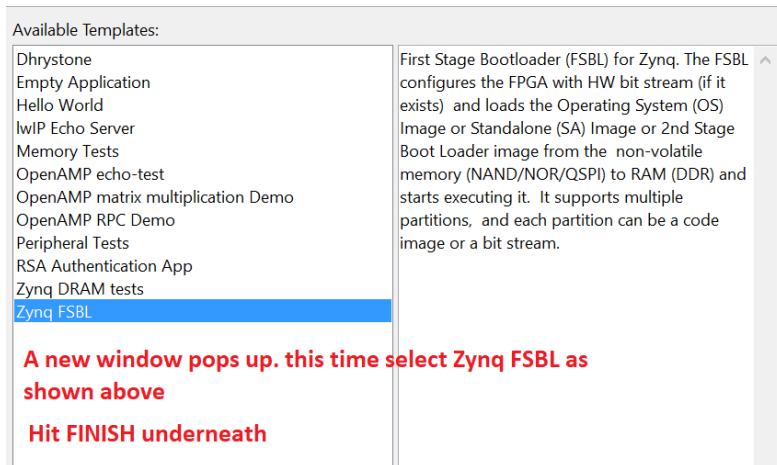 Available Templates:
Dhrystone
Empty Application
Hello World
lwIP Echo Server
Memory Tests
OpenAMP echo-test
OpenAMP matrix multiplication Demo
OpenAMP RPC Demo
Peripheral Tests
RSA Authentication App
Zynq DRAM tests
Zynq FSBL
First Stage Bootloader (FSBL) for Zynq. The FSBL
configures the FPGA with HW bit stream (if it
exists)  and loads the Operating System (OS)
Image or Standalone (SA) Image or 2nd Stage
Boot Loader image from the  non-volatile
memory (NAND/NOR/QSPI) to RAM (DDR) and
starts executing it.  It supports multiple
partitions,  and each partition can be a code
image or a bit stream.
A new window pops up. this time select Zynq FSBL as
shown above
Hit FINISH underneath